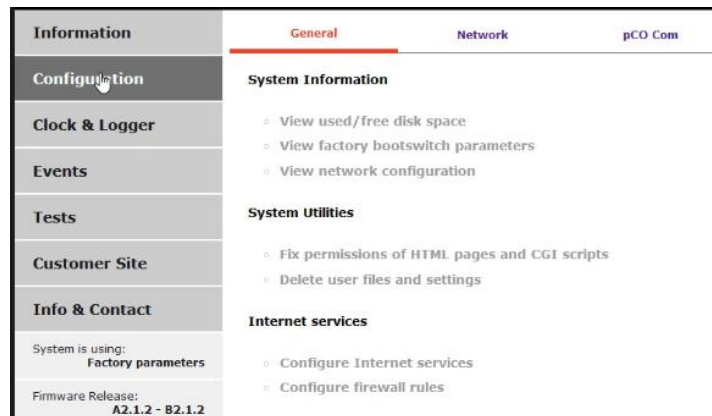 Information
Configuration
Clock & Logger
Events
Tests
Customer Site
Info & Contact
System is using:
Factory parameters
Firmware Release:
A2.1.2 - B2.1.2
General
Network
pCO Com
System Information
View used/free disk space
View factory bootswitch parameters
View network configuration
System Utilities
Fix permissions of HTML pages and CGI scripts
Delete user files and settings
Internet services
Configure Internet services
Configure firewall rules